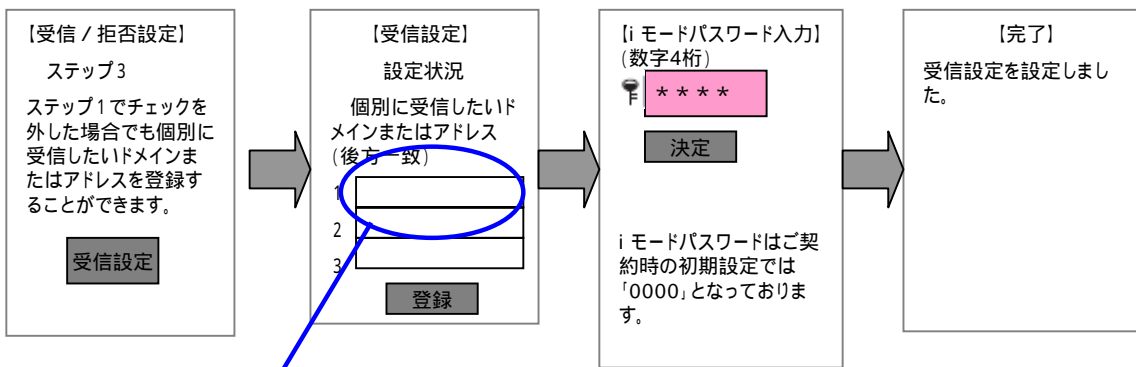 【受信/拒否設定】
ステップ3
ステップ1でチェックを
外した場合でも個別に
受信したいドメインま
たはアドレスを登録す
ることができます。
受信設定
【受信設定】
設定状況
個別に受信したいド
メインまたはアドレス
(後方一致)
1
2
3
登録
【iモードパスワード入力】
(数字4桁)
****
決定
iモードパスワードはご契
約時の初期設定では
「0000」となっておりま
す。
【完了】
受信設定を設定しまし
た。